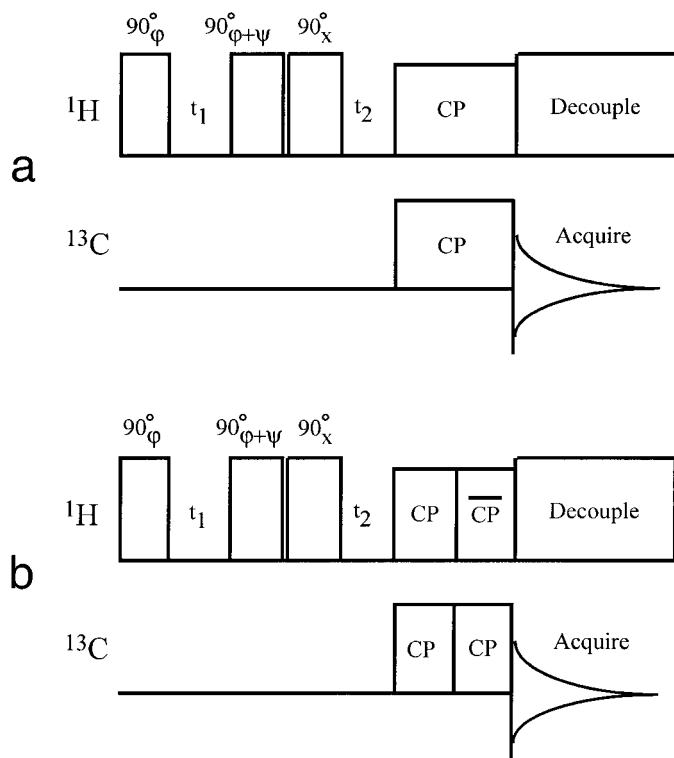 90°φ 90°φ+ψ 90°x
¹H t₁ t₂ CP Decouple
a
¹³C CP Acquire
90°φ 90°φ+ψ 90°x
¹H t₁ t₂ CP C̅P̅ Decouple
b
¹³C CP CP Acquire